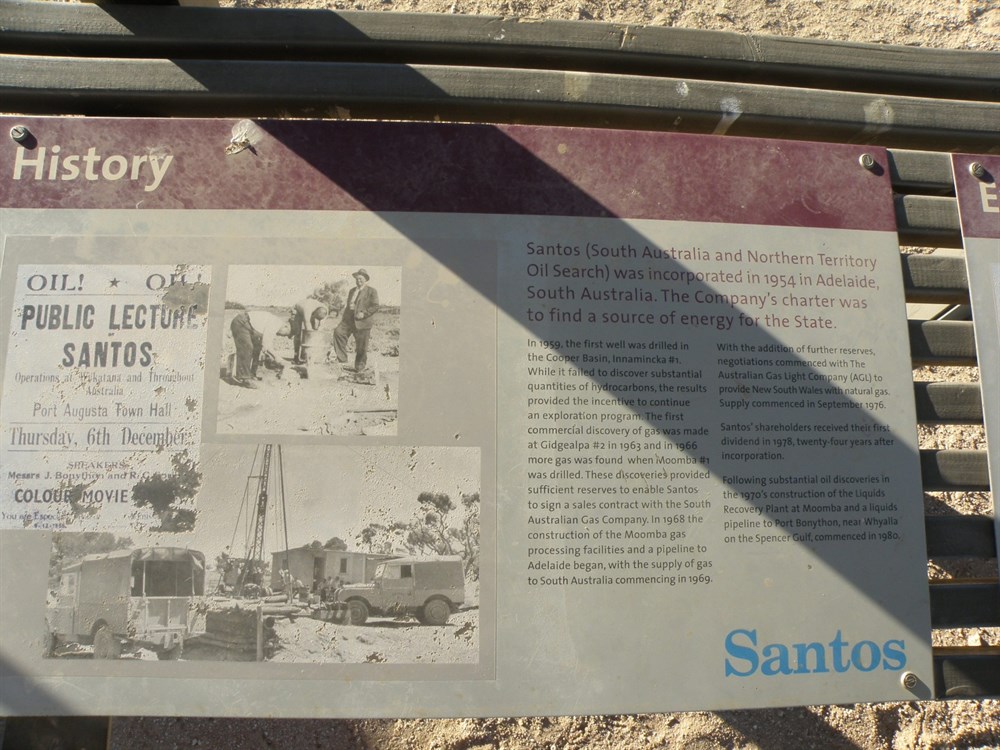 History
E
OIL! ★ OIL!
PUBLIC LECTURE
SANTOS
Operations at Wilkatana and Throughout
Australia
Port Augusta Town Hall
Thursday, 6th December
SPEAKERS
Messrs J. Bonython and R.
COLOUR MOVIE
Santos (South Australia and Northern Territory
Oil Search) was incorporated in 1954 in Adelaide,
South Australia. The Company's charter was
to find a source of energy for the State.
In 1959, the first well was drilled in
the Cooper Basin, Innamincka #1.
While it failed to discover substantial
quantities of hydrocarbons, the results
provided the incentive to continue
an exploration program. The first
commercial discovery of gas was made
at Gidgealpa #2 in 1963 and in 1966
more gas was found when Moomba #1
was drilled. These discoveries provided
sufficient reserves to enable Santos
to sign a sales contract with the South
Australian Gas Company. In 1968 the
construction of the Moomba gas
processing facilities and a pipeline to
Adelaide began, with the supply of gas
to South Australia commencing in 1969.
With the addition of further reserves,
negotiations commenced with The
Australian Gas Light Company (AGL) to
provide New South Wales with natural gas.
Supply commenced in September 1976.
Santos' shareholders received their first
dividend in 1978, twenty-four years after
incorporation.
Following substantial oil discoveries in
the 1970's construction of the Liquids
Recovery Plant at Moomba and a liquids
pipeline to Port Bonython, near Whyalla
on the Spencer Gulf, commenced in 1980.
Santos